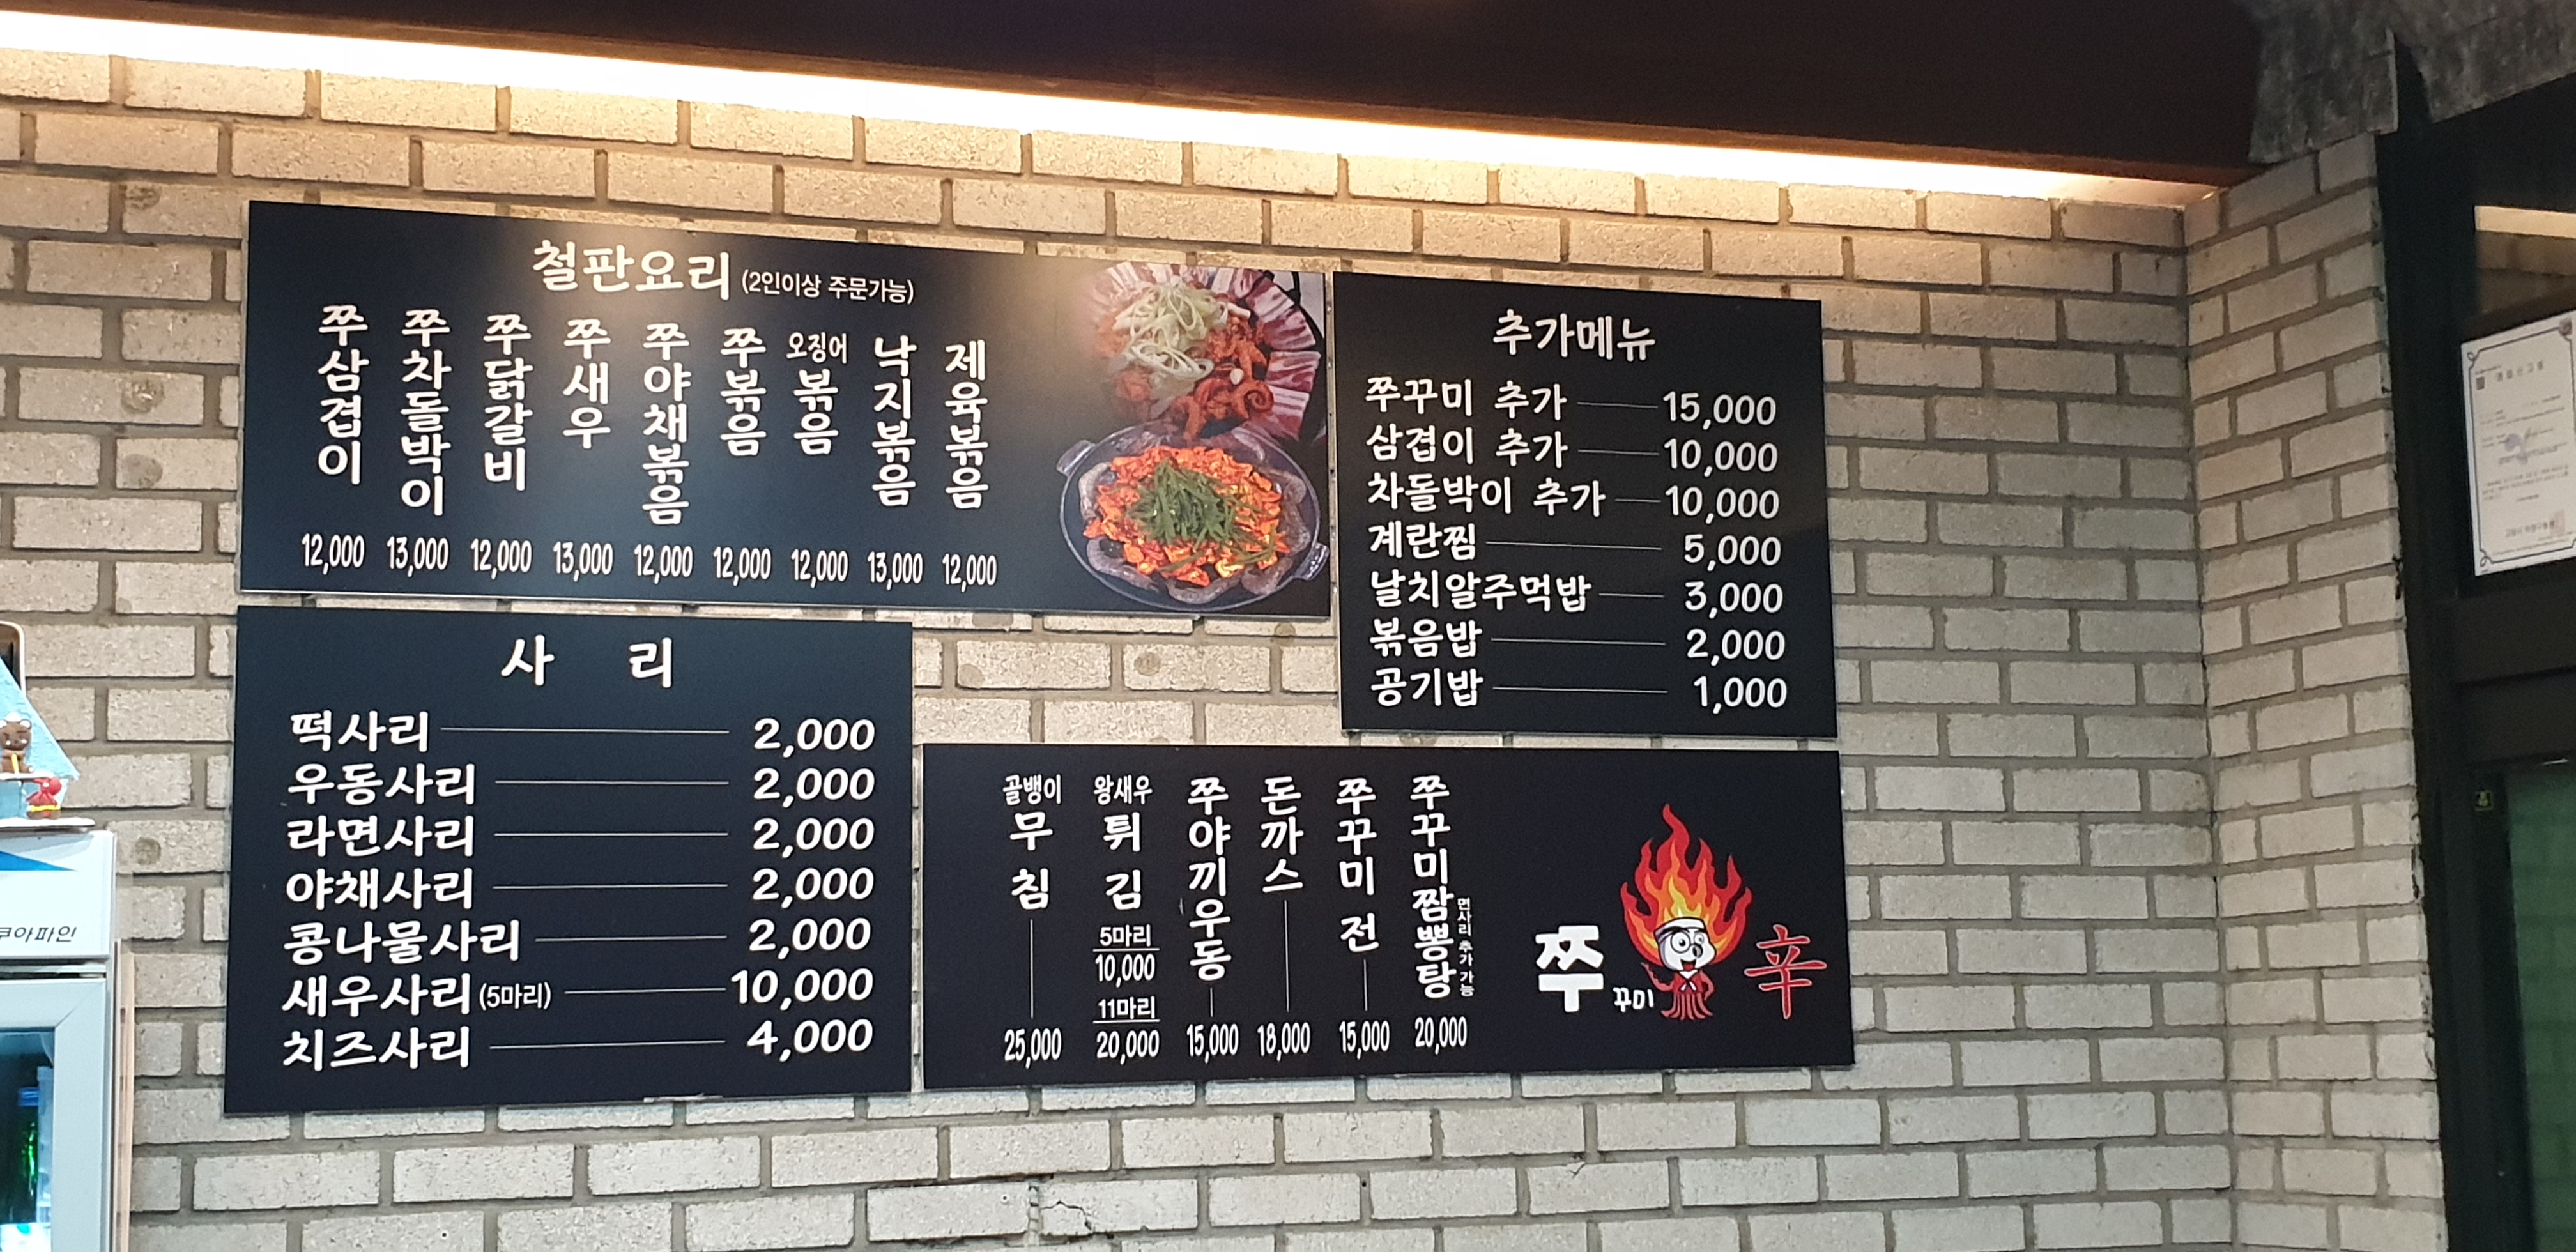 철판요리 (2인이상 주문가능)
쭈삼겹이 12,000
쭈차돌박이 13,000
쭈닭갈비 12,000
쭈새우 13,000
쭈야채볶음 12,000
쭈볶음 12,000
오징어볶음 12,000
낙지볶음 13,000
제육볶음 12,000
추가메뉴
쭈꾸미 추가 15,000
삼겹이 추가 10,000
차돌박이 추가 10,000
계란찜 5,000
날치알주먹밥 3,000
볶음밥 2,000
공기밥 1,000
사리
떡사리 2,000
우동사리 2,000
라면사리 2,000
야채사리 2,000
콩나물사리 2,000
새우사리(5마리) 10,000
치즈사리 4,000
골뱅이무침 25,000
왕새우튀김
5마리
10,000
11마리
20,000
쭈야끼우동 15,000
돈까스 18,000
쭈꾸미전 15,000
쭈꾸미짬뽕탕 20,000
면사리 추가 가능
쭈꾸미 辛
쿠아파인